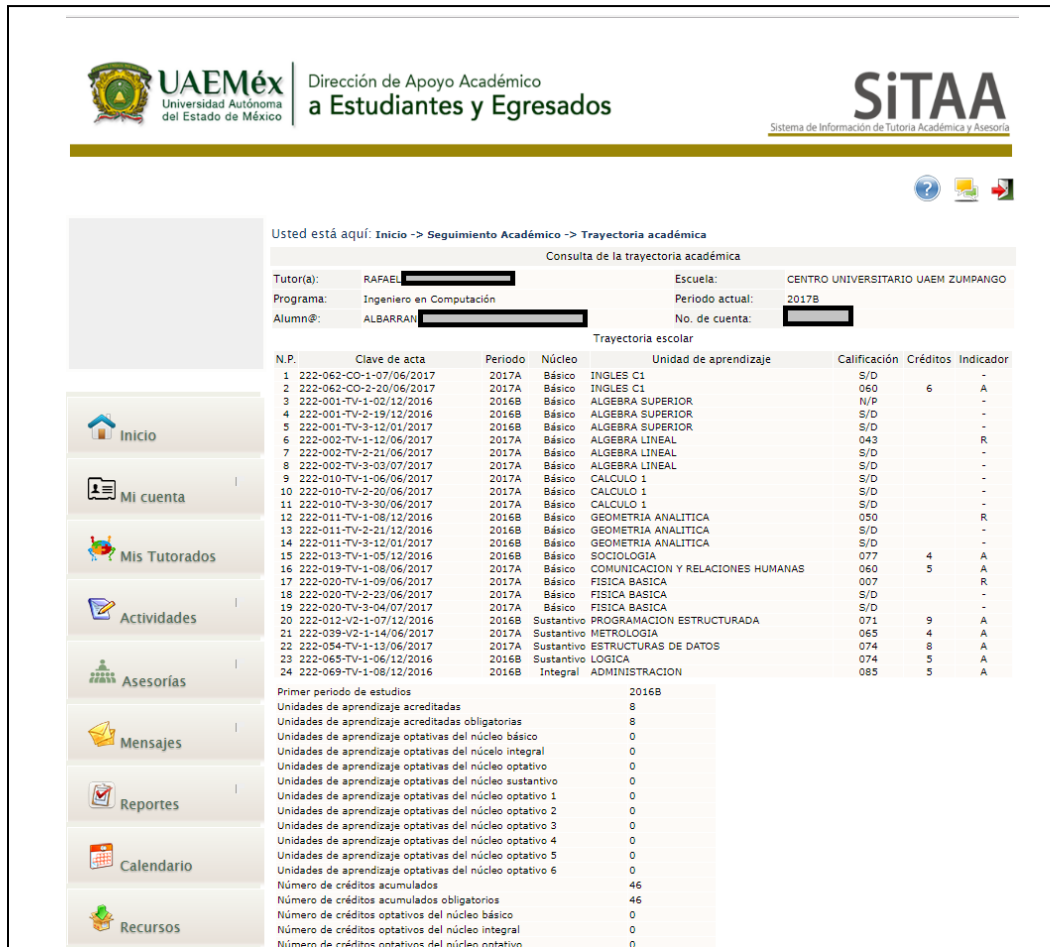 UAEMéx
Universidad Autónoma
del Estado de México
Dirección de Apoyo Académico
a Estudiantes y Egresados
SiTAA
Sistema de Información de Tutoría Académica y Asesoría
Usted está aquí: Inicio -> Seguimiento Académico -> Trayectoria académica
Consulta de la trayectoria académica
Tutor(a): RAFAEL Escuela: CENTRO UNIVERSITARIO UAEM ZUMPANGO
Programa: Ingeniero en Computación Periodo actual: 2017B
Alumn@: ALBARRAN No. de cuenta:
Trayectoria escolar
N.P. Clave de acta Periodo Núcleo Unidad de aprendizaje Calificación Créditos Indicador
1 222-062-CO-1-07/06/2017 2017A Básico INGLES C1 S/D -
2 222-062-CO-2-20/06/2017 2017A Básico INGLES C1 060 6 A
3 222-001-TV-1-02/12/2016 2016B Básico ALGEBRA SUPERIOR N/P -
4 222-001-TV-2-19/12/2016 2016B Básico ALGEBRA SUPERIOR S/D -
5 222-001-TV-3-12/01/2017 2016B Básico ALGEBRA SUPERIOR S/D -
6 222-002-TV-1-12/06/2017 2017A Básico ALGEBRA LINEAL 043 R
7 222-002-TV-2-21/06/2017 2017A Básico ALGEBRA LINEAL S/D -
8 222-002-TV-3-03/07/2017 2017A Básico ALGEBRA LINEAL S/D -
9 222-010-TV-1-06/06/2017 2017A Básico CALCULO 1 S/D -
10 222-010-TV-2-20/06/2017 2017A Básico CALCULO 1 S/D -
11 222-010-TV-3-30/06/2017 2017A Básico CALCULO 1 S/D -
12 222-011-TV-1-08/12/2016 2016B Básico GEOMETRIA ANALITICA 050 R
13 222-011-TV-2-21/12/2016 2016B Básico GEOMETRIA ANALITICA S/D -
14 222-011-TV-3-12/01/2017 2016B Básico GEOMETRIA ANALITICA S/D -
15 222-013-TV-1-05/12/2016 2016B Básico SOCIOLOGIA 077 4 A
16 222-019-TV-1-08/06/2017 2017A Básico COMUNICACION Y RELACIONES HUMANAS 060 5 A
17 222-020-TV-1-09/06/2017 2017A Básico FISICA BASICA 007 R
18 222-020-TV-2-23/06/2017 2017A Básico FISICA BASICA S/D -
19 222-020-TV-3-04/07/2017 2017A Básico FISICA BASICA S/D -
20 222-012-V2-1-07/12/2016 2016B Sustantivo PROGRAMACION ESTRUCTURADA 071 9 A
21 222-039-V2-1-14/06/2017 2017A Sustantivo METROLOGIA 065 4 A
22 222-054-TV-1-13/06/2017 2017A Sustantivo ESTRUCTURAS DE DATOS 074 8 A
23 222-065-TV-1-06/12/2016 2016B Sustantivo LOGICA 074 5 A
24 222-069-TV-1-08/12/2016 2016B Integral ADMINISTRACION 085 5 A
Primer periodo de estudios 2016B
Unidades de aprendizaje acreditadas 8
Unidades de aprendizaje acreditadas obligatorias 8
Unidades de aprendizaje optativas del núcleo básico 0
Unidades de aprendizaje optativas del núcelo integral 0
Unidades de aprendizaje optativas del núcleo optativo 0
Unidades de aprendizaje optativas del núcleo sustantivo 0
Unidades de aprendizaje optativas del núcleo optativo 1 0
Unidades de aprendizaje optativas del núcleo optativo 2 0
Unidades de aprendizaje optativas del núcleo optativo 3 0
Unidades de aprendizaje optativas del núcleo optativo 4 0
Unidades de aprendizaje optativas del núcleo optativo 5 0
Unidades de aprendizaje optativas del núcleo optativo 6 0
Número de créditos acumulados 46
Número de créditos acumulados obligatorios 46
Número de créditos optativos del núcleo básico 0
Número de créditos optativos del núcleo integral 0
Número de créditos optativos del núcleo optativo 0
Inicio
Mi cuenta
Mis Tutorados
Actividades
Asesorías
Mensajes
Reportes
Calendario
Recursos